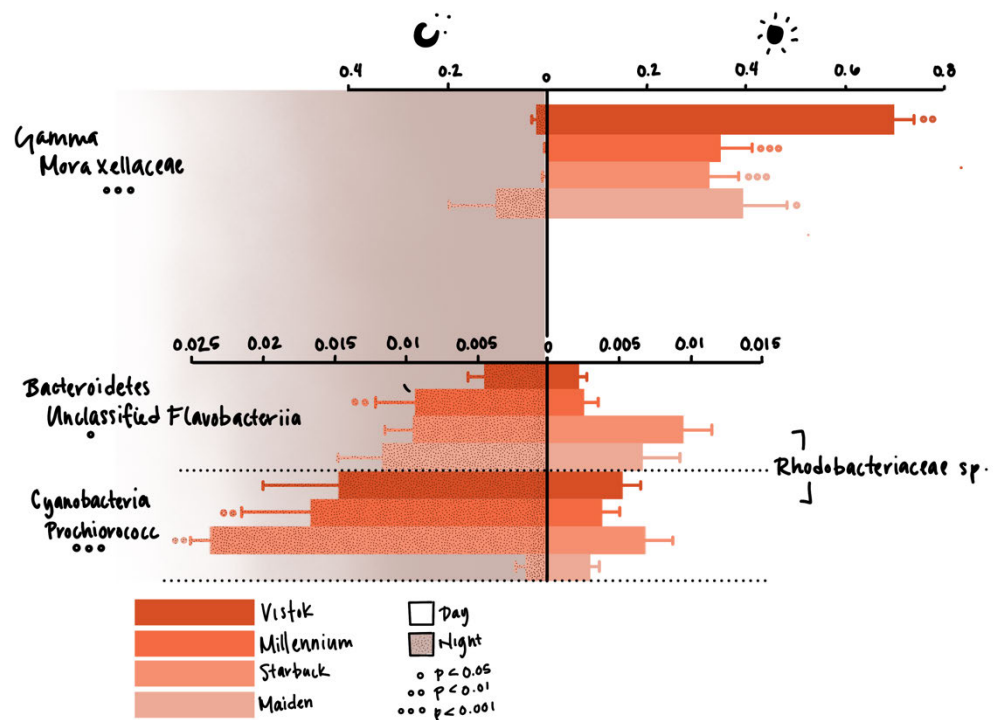 0.4 0.2 0 0.2 0.4 0.6 0.8
Gamma
Moraxellaceae
0.025 0.02 0.015 0.01 0.005 0 0.005 0.01 0.015
Bacteroidetes
Unclassified Flavobacteriia
Rhodobacteriaceae sp.
Cyanobacteria
Prochiorococc
Vistok
Millennium
Starbuck
Maiden
Day
Night
p<0.05
p<0.01
p<0.001